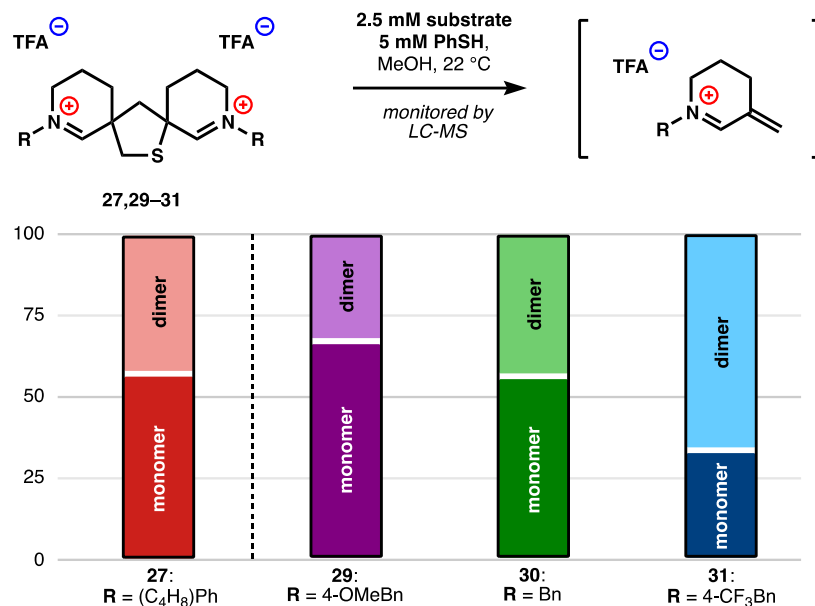 TFA ⊖ TFA ⊖
N ⊕ ⊕ N
R S R
27,29–31
2.5 mM substrate
5 mM PhSH,
MeOH, 22 °C
monitored by
LC-MS
TFA ⊖
⊕
N
R
100
75
50
25
0
dimer
monomer
dimer
monomer
dimer
monomer
dimer
monomer
27:
R = (C₄H₈)Ph
29:
R = 4-OMeBn
30:
R = Bn
31:
R = 4-CF₃Bn